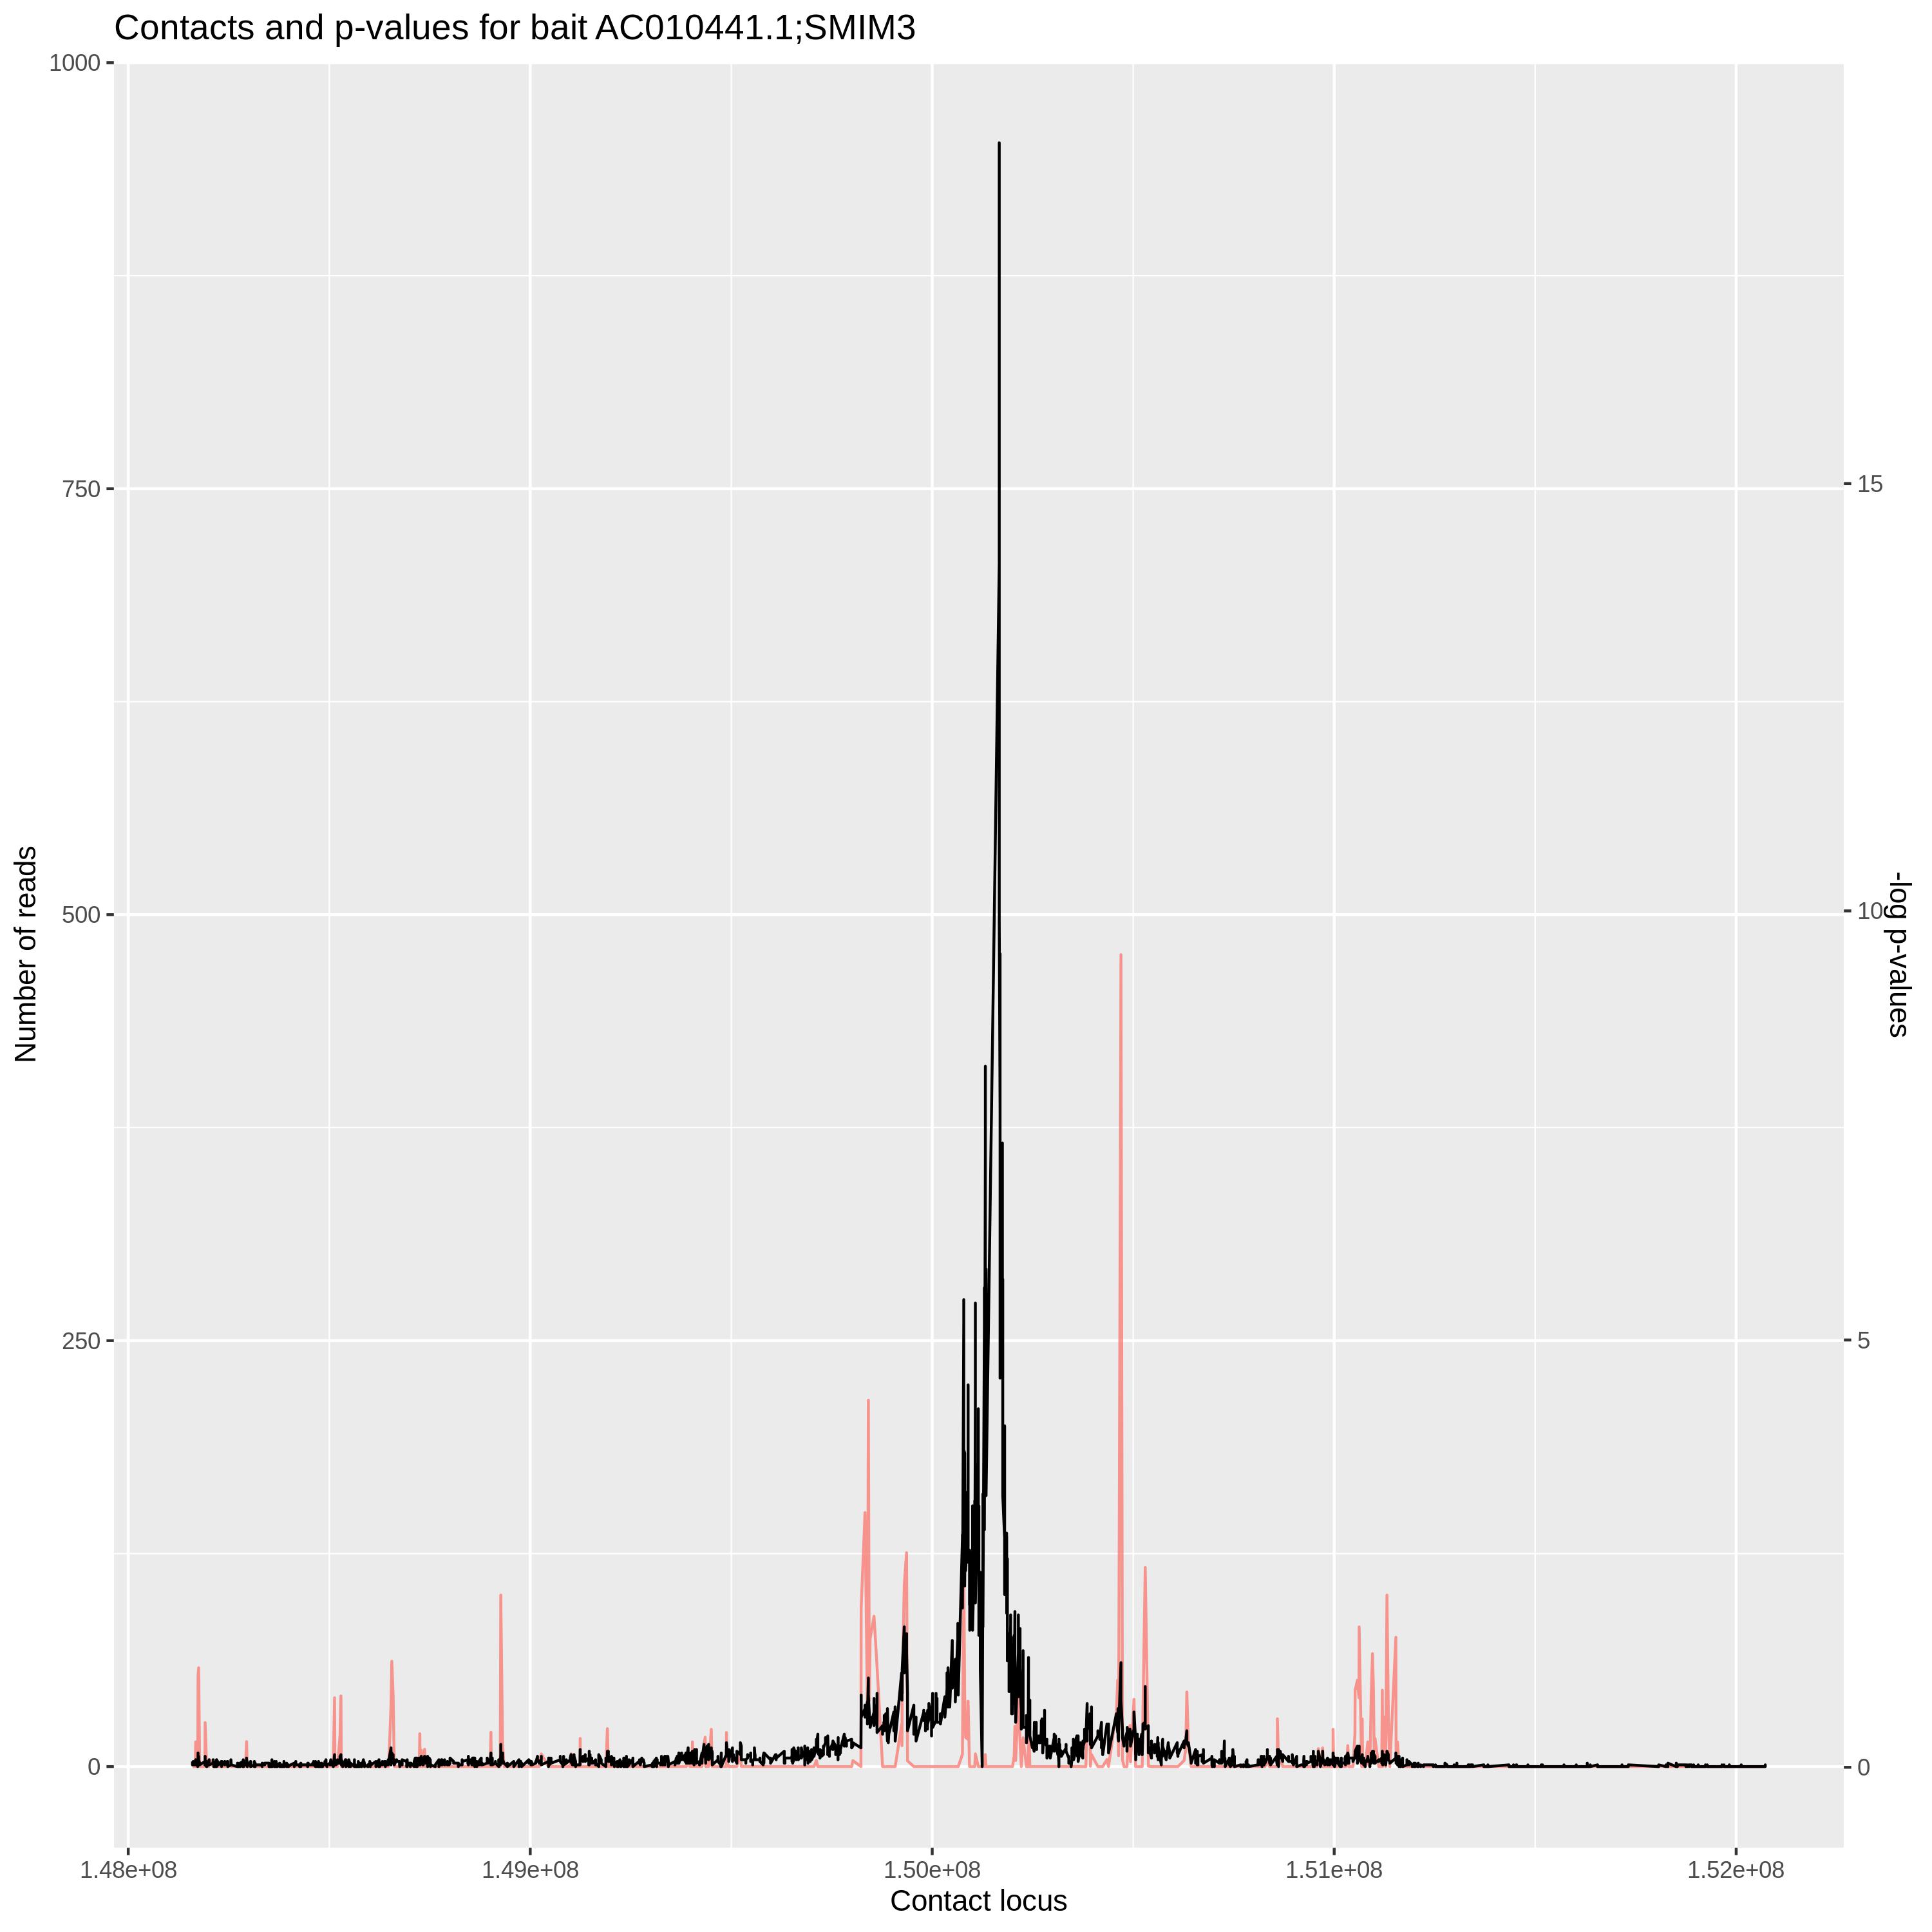 Contacts and p-values for bait AC010441.1;SMIM3
1000
750
500
250
0
Number of reads
15
10
5
0
-log p-values
1.48e+08
1.49e+08
1.50e+08
1.51e+08
1.52e+08
Contact locus